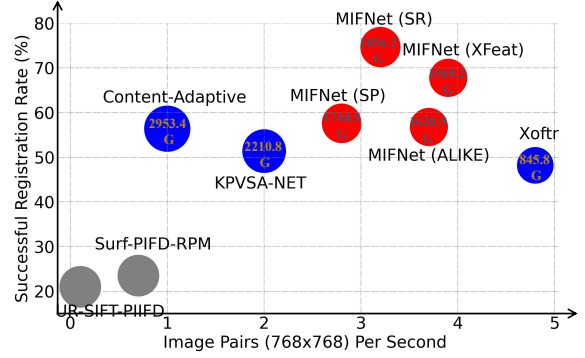 80
70
60
50
40
30
20
Successful Registration Rate (%)
MIFNet (SR)
MIFNet (XFeat)
Content-Adaptive
2953.4
G
MIFNet (SP)
G
G
G
G
MIFNet (ALIKE)
Xoftr
845.8
G
2210.8
G
KPVSA-NET
Surf-PIFD-RPM
UR-SIFT-PIIFD
0 1 2 3 4 5
Image Pairs (768x768) Per Second